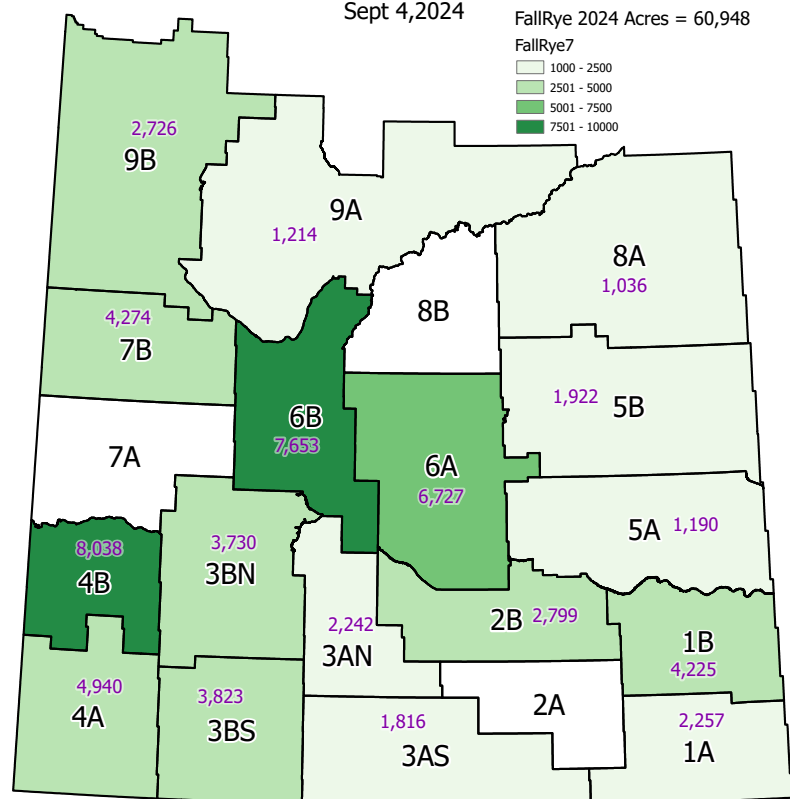 Sept 4,2024
FallRye 2024 Acres = 60,948
FallRye7
1000 - 2500
2501 - 5000
5001 - 7500
7501 - 10000
2,726
9B
9A
1,214
8A
1,036
8B
4,274
7B
1,922
5B
6B
7,653
7A
6A
6,727
5A
1,190
8,038
4B
3,730
3BN
2,242
3AN
2B
2,799
1B
4,225
4,940
4A
3,823
3BS
2A
1,816
3AS
2,257
1A